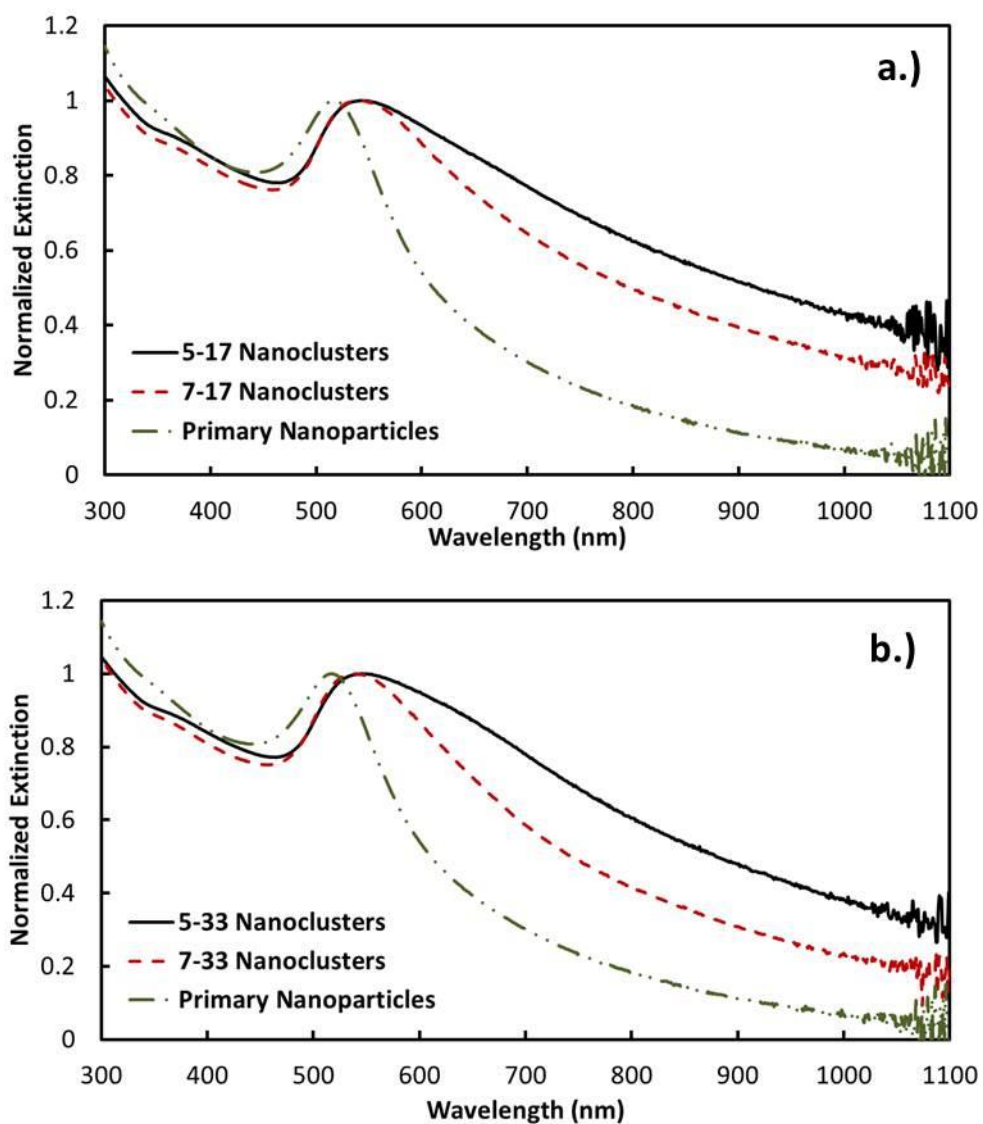 a.)
1.2
1
0.8
0.6
0.4
0.2
0
Normalized Extinction
5-17 Nanoclusters
7-17 Nanoclusters
Primary Nanoparticles
300 400 500 600 700 800 900 1000 1100
Wavelength (nm)
b.)
1.2
1
0.8
0.6
0.4
0.2
0
Normalized Extinction
5-33 Nanoclusters
7-33 Nanoclusters
Primary Nanoparticles
300 400 500 600 700 800 900 1000 1100
Wavelength (nm)